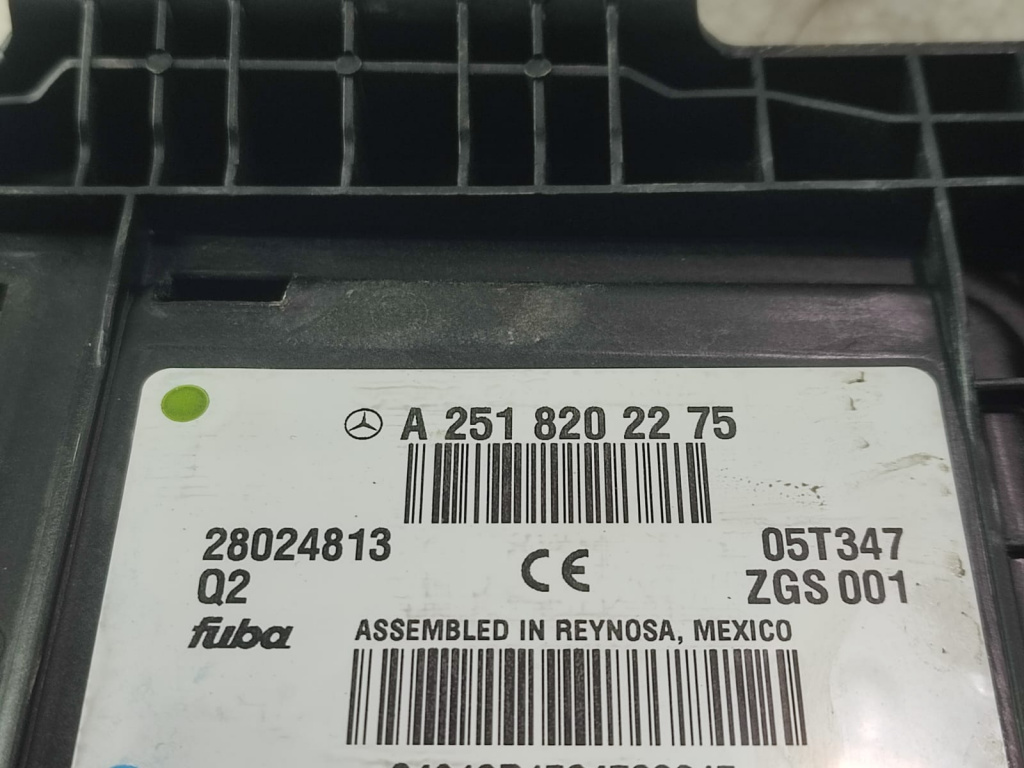 A 251 820 22 75
28024813
05T347
CE
Q2
ZGS 001
fuba
ASSEMBLED IN REYNOSA, MEXICO